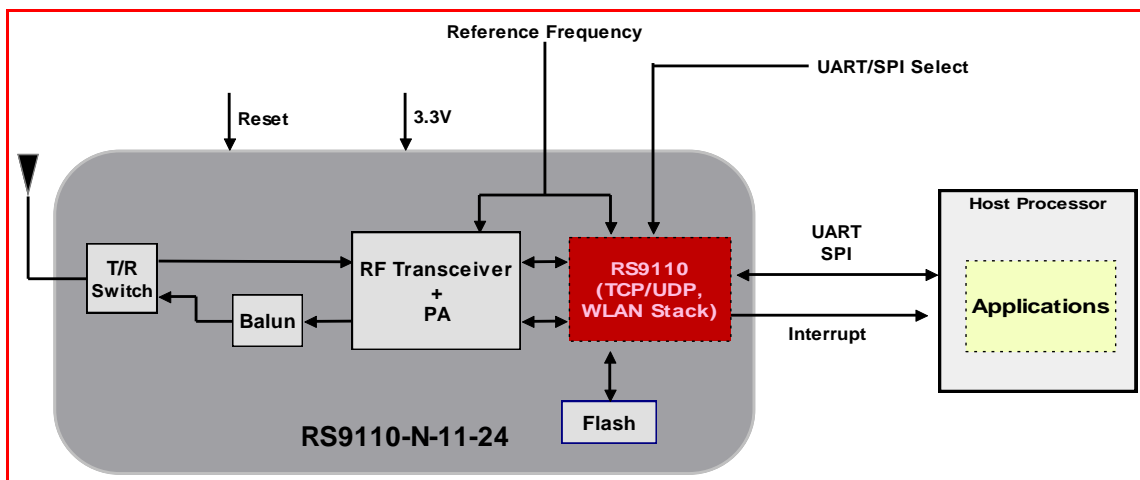 Reference Frequency
UART/SPI Select
Reset
3.3V
Host Processor
UART
SPI
T/R
Switch
RF Transceiver
+
PA
RS9110
(TCP/UDP,
WLAN Stack)
Applications
Balun
Interrupt
Flash
RS9110-N-11-24